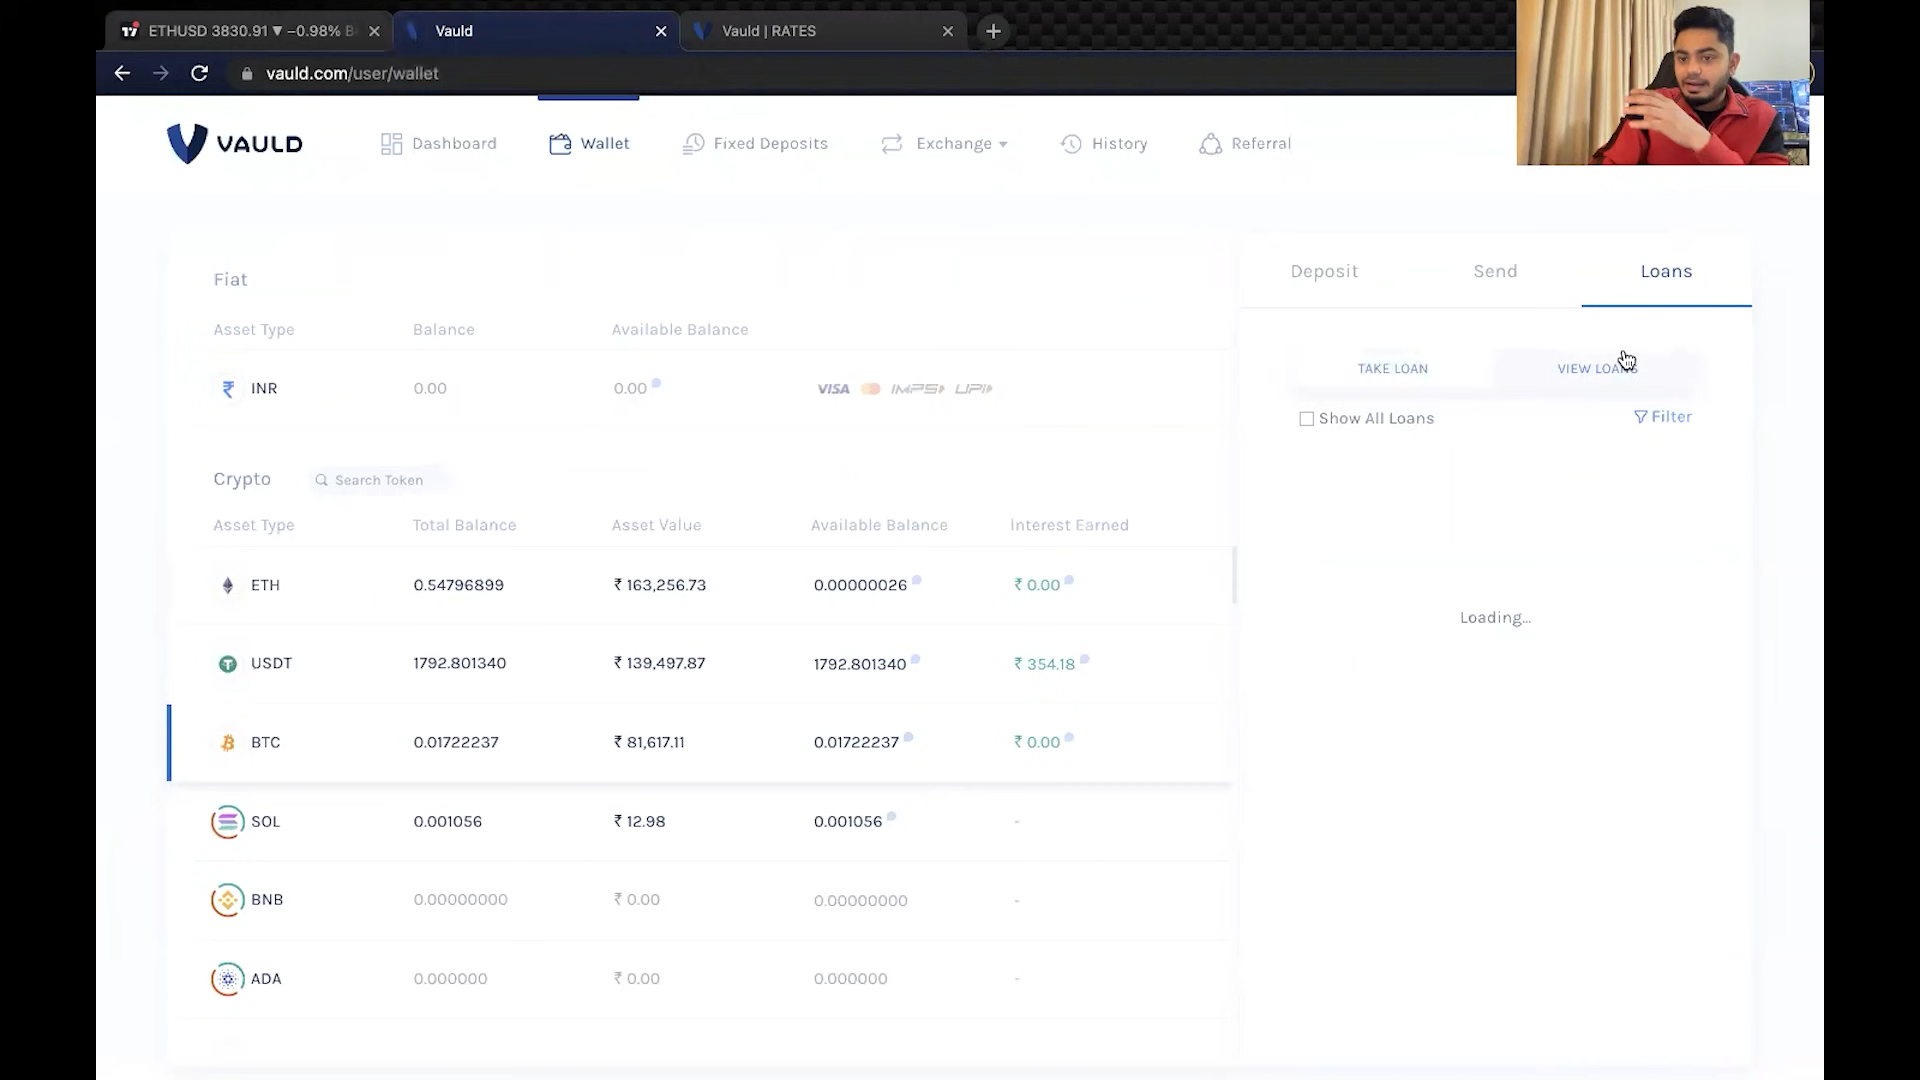 ETHUSD 3830.91 ▼ −0.98%
Vauld
Vauld | RATES
vauld.com/user/wallet
VAULD
Dashboard
Wallet
Fixed Deposits
Exchange
History
Referral
Fiat
Asset Type Balance Available Balance
INR 0.00 0.00 VISA IMPS UPI
Crypto Search Token
Asset Type Total Balance Asset Value Available Balance Interest Earned
ETH 0.54796899 ₹ 163,256.73 0.00000026 ₹ 0.00
USDT 1792.801340 ₹ 139,497.87 1792.801340 ₹ 354.18
BTC 0.01722237 ₹ 81,617.11 0.01722237 ₹ 0.00
SOL 0.001056 ₹ 12.98 0.001056 -
BNB 0.00000000 ₹ 0.00 0.00000000 -
ADA 0.000000 ₹ 0.00 0.000000 -
Deposit Send Loans
TAKE LOAN VIEW LOANS
Show All Loans Filter
Loading...